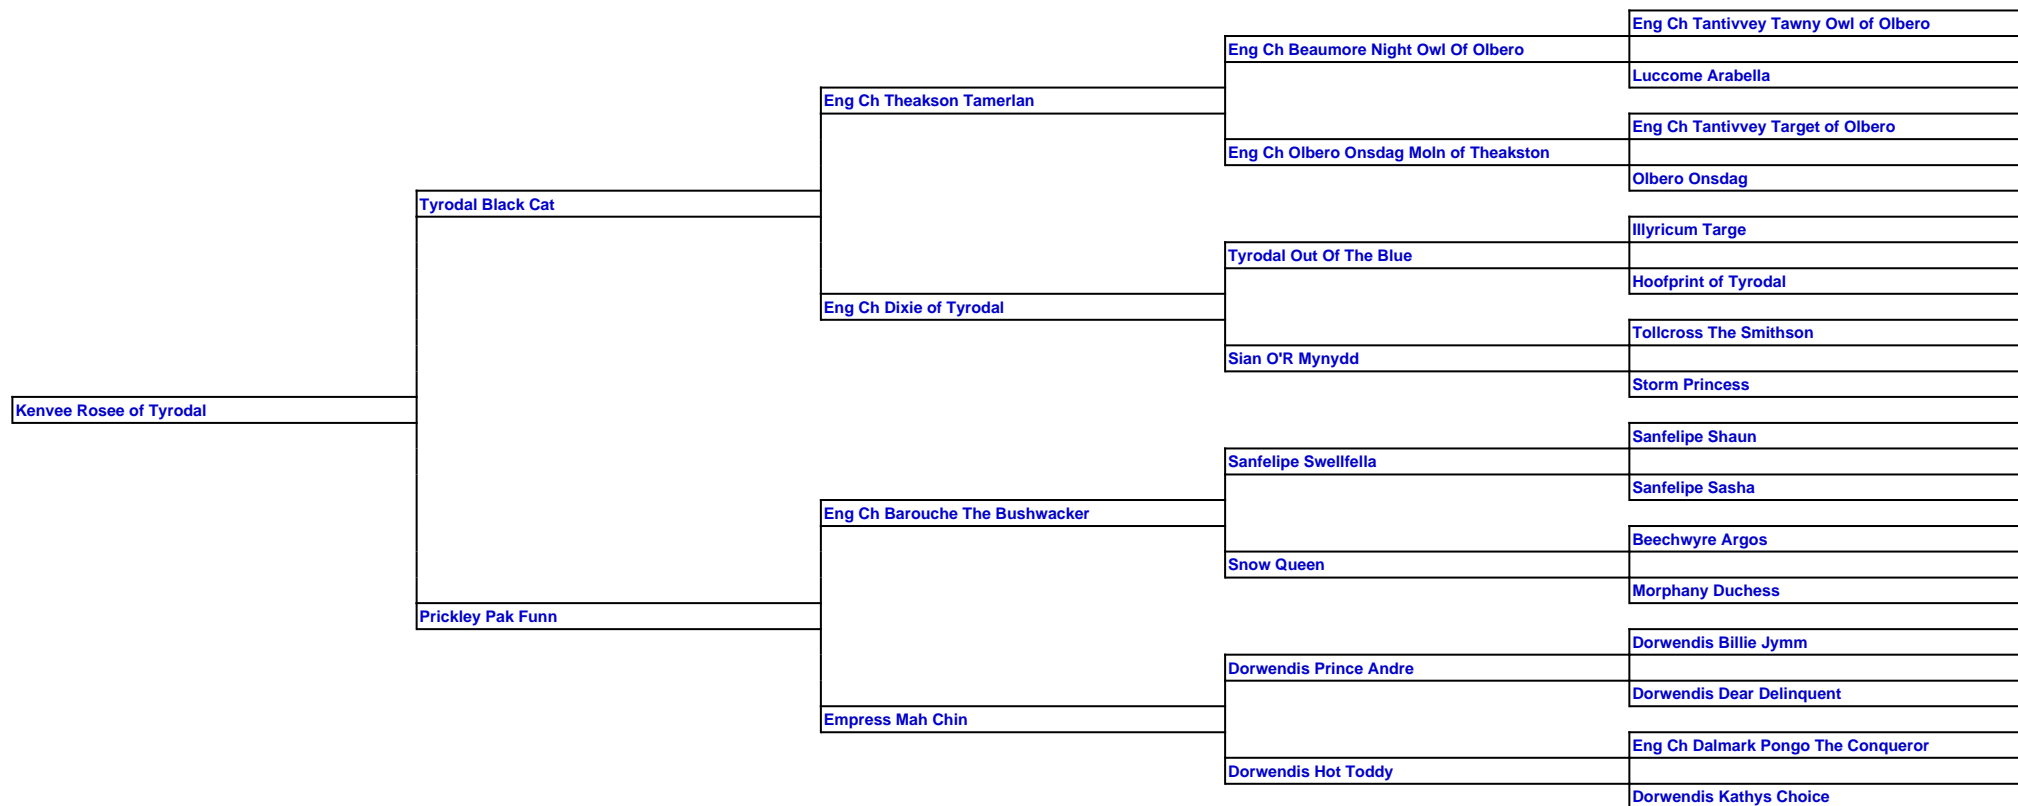 Eng Ch Tantivvey Tawny Owl of Olbero
Eng Ch Beaumore Night Owl Of Olbero
Luccome Arabella
Eng Ch Theakson Tamerlan
Eng Ch Tantivvey Target of Olbero
Eng Ch Olbero Onsdag Moln of Theakston
Olbero Onsdag
Tyrodal Black Cat
Illyricum Targe
Tyrodal Out Of The Blue
Hoofprint of Tyrodal
Eng Ch Dixie of Tyrodal
Tollcross The Smithson
Sian O'R Mynydd
Storm Princess
Kenvee Rosee of Tyrodal
Sanfelipe Shaun
Sanfelipe Swellfella
Sanfelipe Sasha
Eng Ch Barouche The Bushwacker
Beechwyre Argos
Snow Queen
Morphany Duchess
Prickley Pak Funn
Dorwendis Billie Jymm
Dorwendis Prince Andre
Dorwendis Dear Delinquent
Empress Mah Chin
Eng Ch Dalmark Pongo The Conqueror
Dorwendis Hot Toddy
Dorwendis Kathys Choice